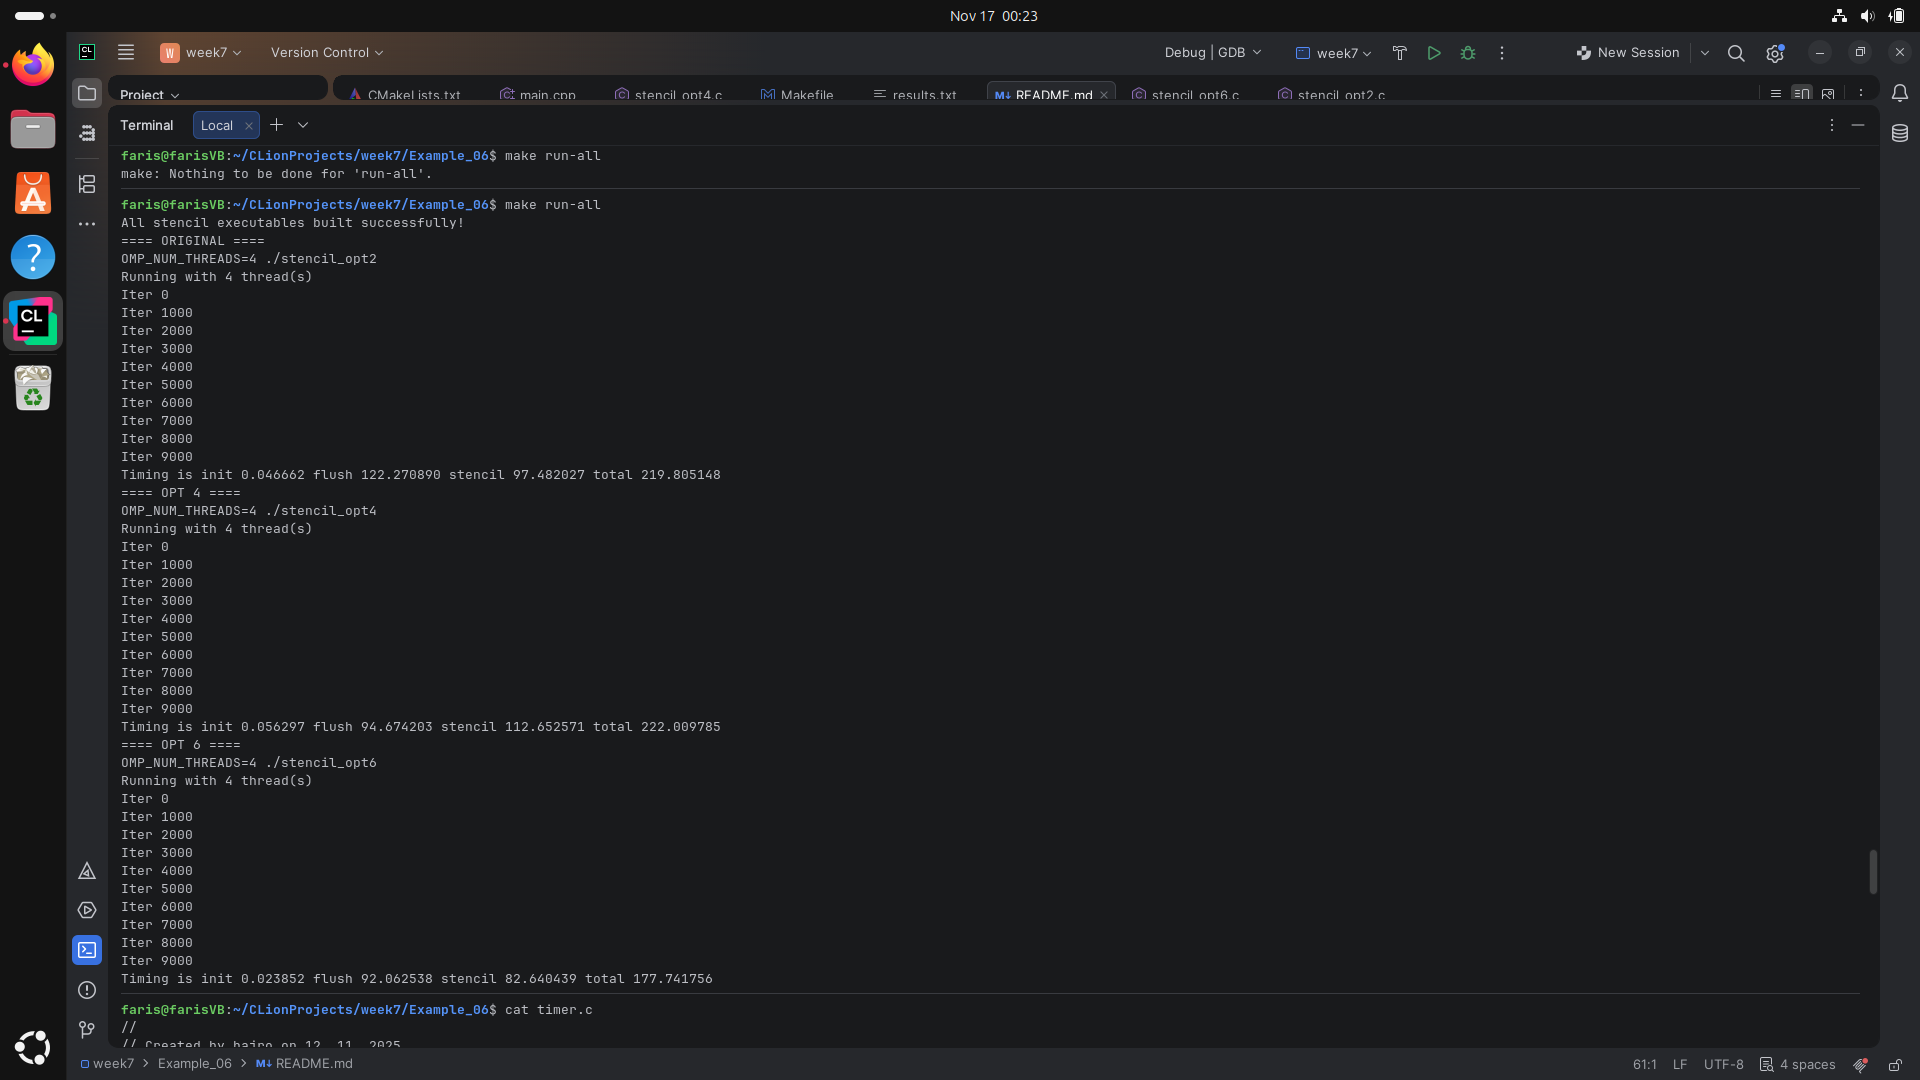 Nov 17 00:23
W week7 Version Control Debug | GDB week7 New Session
Project CMakeLists.txt main.cpp stencil_opt4.c Makefile results.txt README.md stencil_opt6.c stencil_opt2.c
Terminal Local
faris@farisVB:~/CLionProjects/week7/Example_06$ make run-all
make: Nothing to be done for 'run-all'.
faris@farisVB:~/CLionProjects/week7/Example_06$ make run-all
All stencil executables built successfully!
==== ORIGINAL ====
OMP_NUM_THREADS=4 ./stencil_opt2
Running with 4 thread(s)
Iter 0
Iter 1000
Iter 2000
Iter 3000
Iter 4000
Iter 5000
Iter 6000
Iter 7000
Iter 8000
Iter 9000
Timing is init 0.046662 flush 122.270890 stencil 97.482027 total 219.805148
==== OPT 4 ====
OMP_NUM_THREADS=4 ./stencil_opt4
Running with 4 thread(s)
Iter 0
Iter 1000
Iter 2000
Iter 3000
Iter 4000
Iter 5000
Iter 6000
Iter 7000
Iter 8000
Iter 9000
Timing is init 0.056297 flush 94.674203 stencil 112.652571 total 222.009785
==== OPT 6 ====
OMP_NUM_THREADS=4 ./stencil_opt6
Running with 4 thread(s)
Iter 0
Iter 1000
Iter 2000
Iter 3000
Iter 4000
Iter 5000
Iter 6000
Iter 7000
Iter 8000
Iter 9000
Timing is init 0.023852 flush 92.062538 stencil 82.640439 total 177.741756
faris@farisVB:~/CLionProjects/week7/Example_06$ cat timer.c
//
// Created by hajro on 12. 11. 2025.
week7 > Example_06 > README.md 61:1 LF UTF-8 4 spaces